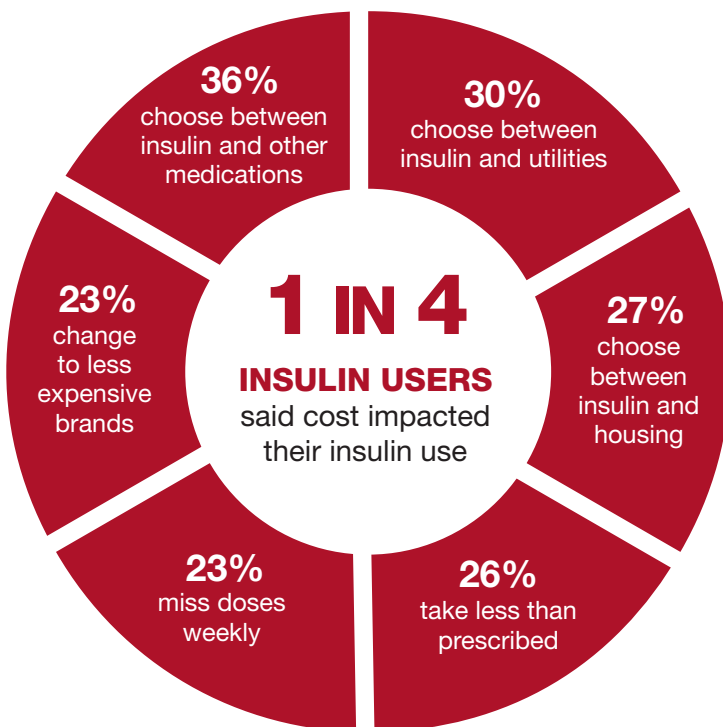 36%
choose between
insulin and other
medications
30%
choose between
insulin and utilities
27%
choose
between
insulin and
housing
26%
take less than
prescribed
23%
miss doses
weekly
23%
change
to less
expensive
brands
1 IN 4
INSULIN USERS
said cost impacted
their insulin use